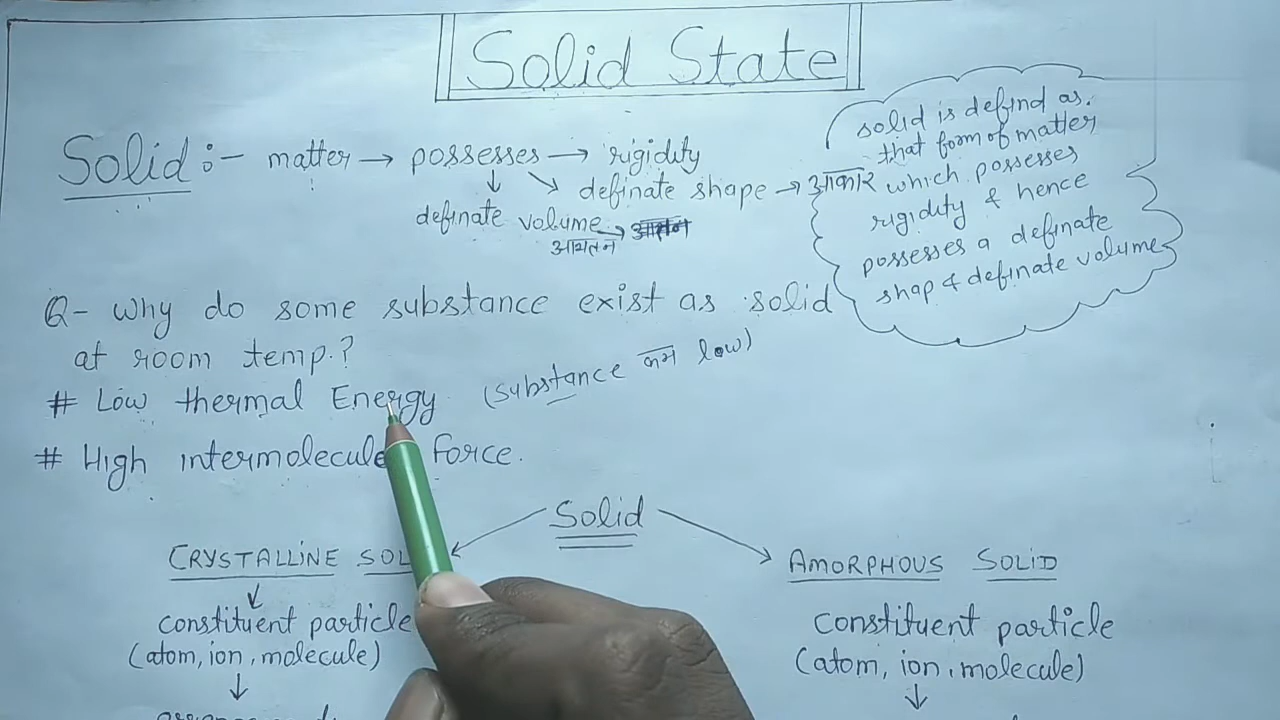 Solid State
Solid :- matter → possesses → rigidity
definate shape → आकार
definate volume →
आयतन
solid is defind as.
that form of matter
which possesses
rigidity & hence
possesses a definate
shap & definate volume
Q- Why do some substance exist as solid
at room temp.?
# Low thermal Energy (substance low)
# High intermolecule Force.
Solid
CRYSTALLINE SOL
AMORPHOUS SOLID
constituent particle
(atom, ion, molecule)
↓
constituent particle
(atom, ion, molecule)
↓